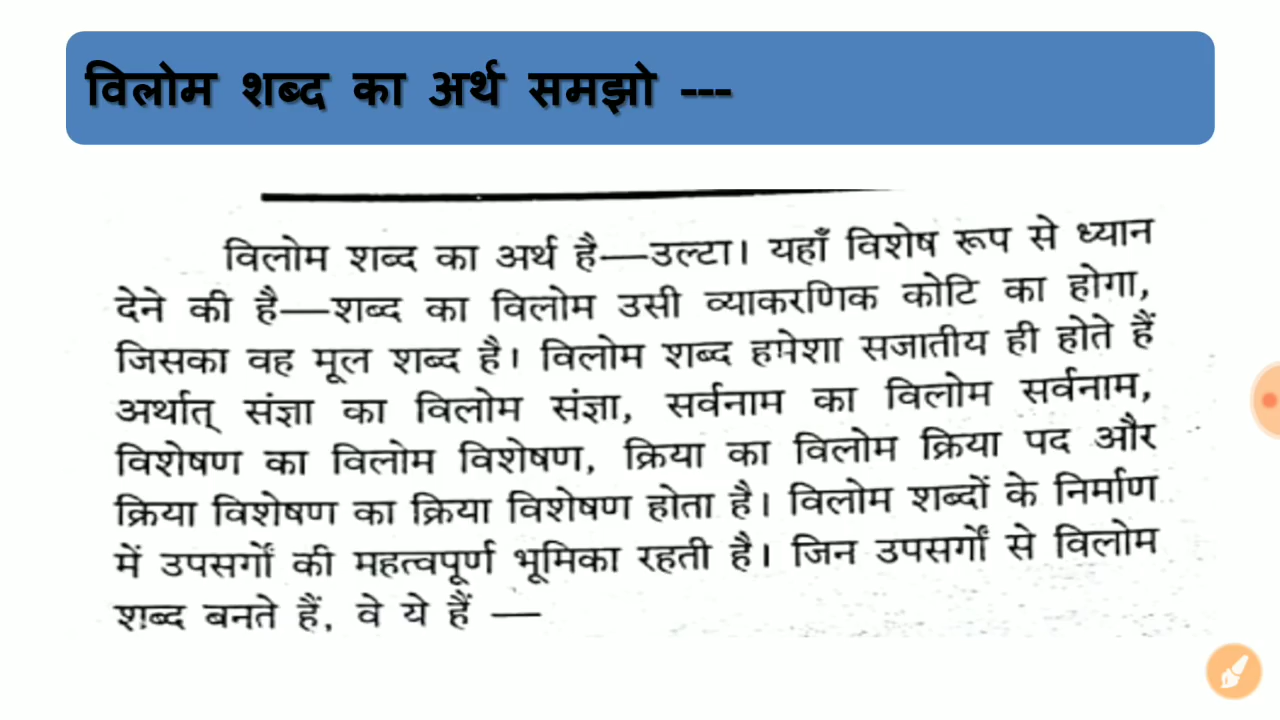 विलोम शब्द का अर्थ समझो ---
विलोम शब्द का अर्थ है—उल्टा। यहाँ विशेष रूप से ध्यान
देने की है—शब्द का विलोम उसी व्याकरणिक कोटि का होगा,
जिसका वह मूल शब्द है। विलोम शब्द हमेशा सजातीय ही होते हैं
अर्थात् संज्ञा का विलोम संज्ञा, सर्वनाम का विलोम सर्वनाम,
विशेषण का विलोम विशेषण, क्रिया का विलोम क्रिया पद और
क्रिया विशेषण का क्रिया विशेषण होता है। विलोम शब्दों के निर्माण
में उपसर्गों की महत्वपूर्ण भूमिका रहती है। जिन उपसर्गों से विलोम
शब्द बनते हैं, वे ये हैं —